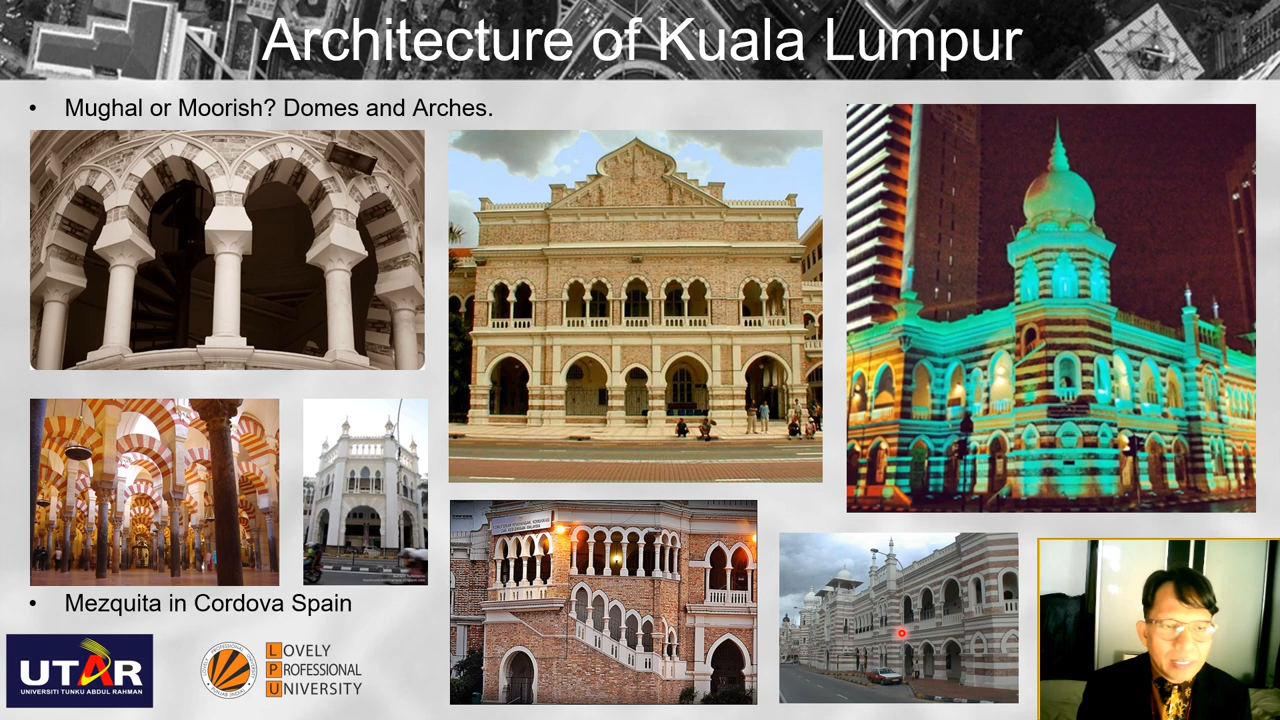 Architecture of Kuala Lumpur
• Mughal or Moorish? Domes and Arches.
• Mezquita in Cordova Spain
UTAR
UNIVERSITI TUNKU ABDUL RAHMAN
LOVELY
PROFESSIONAL
UNIVERSITY